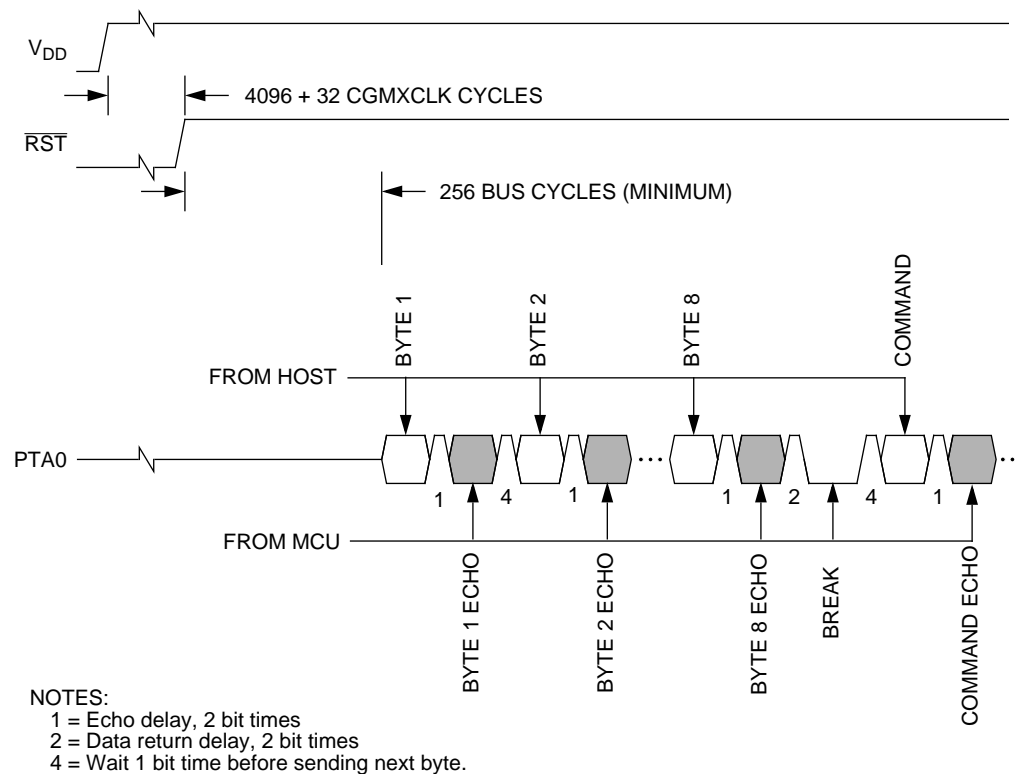 VDD
4096 + 32 CGMXCLK CYCLES
RST
256 BUS CYCLES (MINIMUM)
BYTE 1
BYTE 2
BYTE 8
COMMAND
FROM HOST
PTA0
...
...
1
4
1
1
2
4
1
FROM MCU
BYTE 1 ECHO
BYTE 2 ECHO
BYTE 8 ECHO
BREAK
COMMAND ECHO
NOTES:
1 = Echo delay, 2 bit times
2 = Data return delay, 2 bit times
4 = Wait 1 bit time before sending next byte.